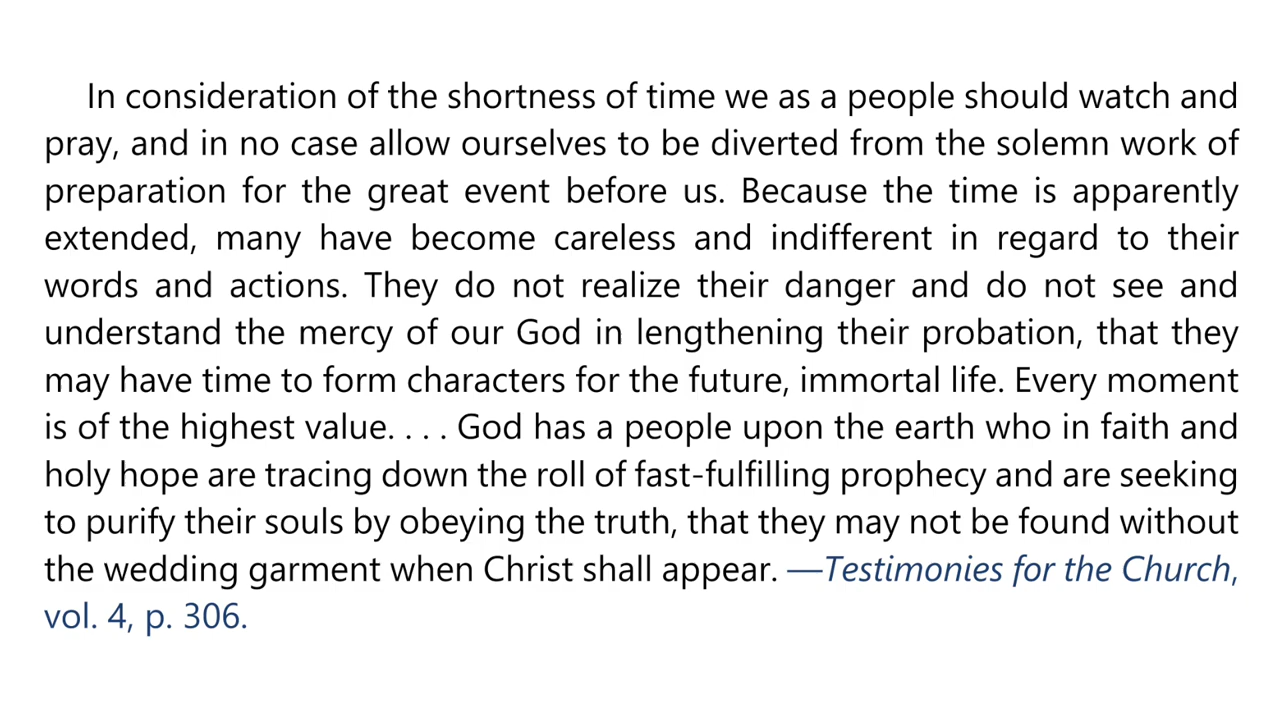 In consideration of the shortness of time we as a people should watch and
pray, and in no case allow ourselves to be diverted from the solemn work of
preparation for the great event before us. Because the time is apparently
extended, many have become careless and indifferent in regard to their
words and actions. They do not realize their danger and do not see and
understand the mercy of our God in lengthening their probation, that they
may have time to form characters for the future, immortal life. Every moment
is of the highest value. . . . God has a people upon the earth who in faith and
holy hope are tracing down the roll of fast-fulfilling prophecy and are seeking
to purify their souls by obeying the truth, that they may not be found without
the wedding garment when Christ shall appear. —Testimonies for the Church,
vol. 4, p. 306.